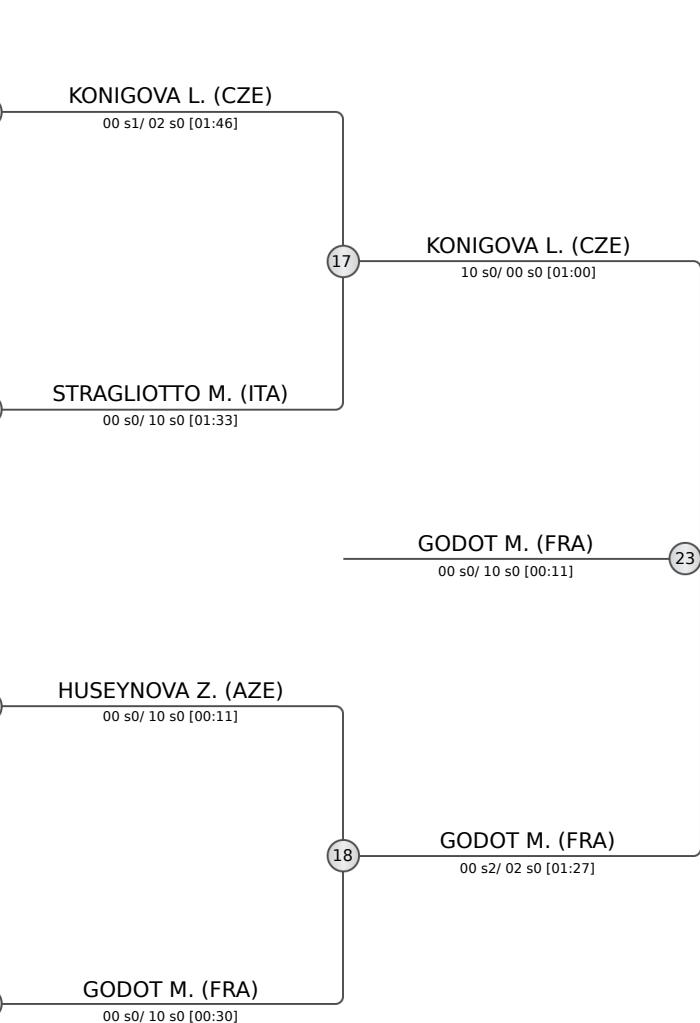 KONIGOVA L. (CZE)
00 s1/ 02 s0 [01:46]
17
KONIGOVA L. (CZE)
10 s0/ 00 s0 [01:00]
STRAGLIOTTO M. (ITA)
00 s0/ 10 s0 [01:33]
GODOT M. (FRA)
23
00 s0/ 10 s0 [00:11]
HUSEYNOVA Z. (AZE)
00 s0/ 10 s0 [00:11]
18
GODOT M. (FRA)
00 s2/ 02 s0 [01:27]
GODOT M. (FRA)
00 s0/ 10 s0 [00:30]